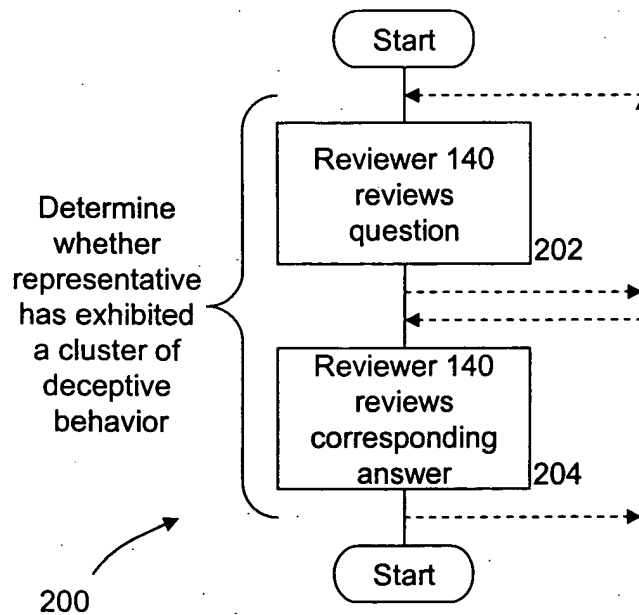 Start
Reviewer 140
reviews
question
202
Determine
whether
representative
has exhibited
a cluster of
deceptive
behavior
Reviewer 140
reviews
corresponding
answer
204
Start
200